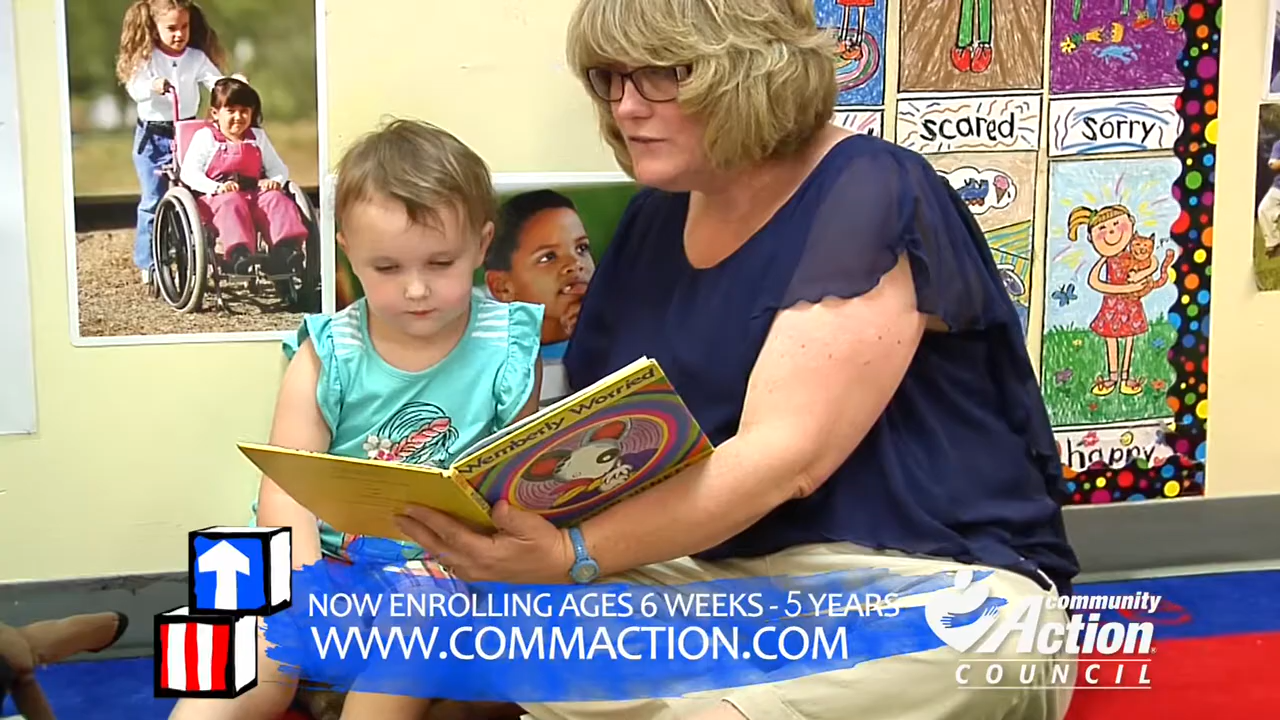 scared
sorry
happy
Wemberly Worried
NOW ENROLLING AGES 6 WEEKS - 5 YEARS
WWW.COMMACTION.COM
community
Action
COUNCIL